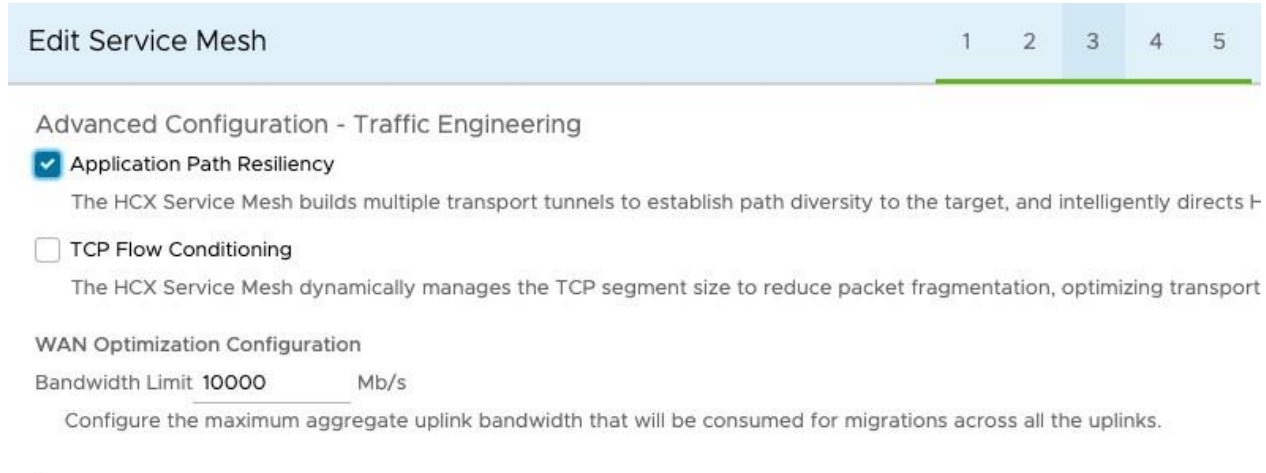 Edit Service Mesh
1 2 3 4 5
Advanced Configuration - Traffic Engineering
Application Path Resiliency
The HCX Service Mesh builds multiple transport tunnels to establish path diversity to the target, and intelligently directs H
TCP Flow Conditioning
The HCX Service Mesh dynamically manages the TCP segment size to reduce packet fragmentation, optimizing transport
WAN Optimization Configuration
Bandwidth Limit 10000 Mb/s
Configure the maximum aggregate uplink bandwidth that will be consumed for migrations across all the uplinks.